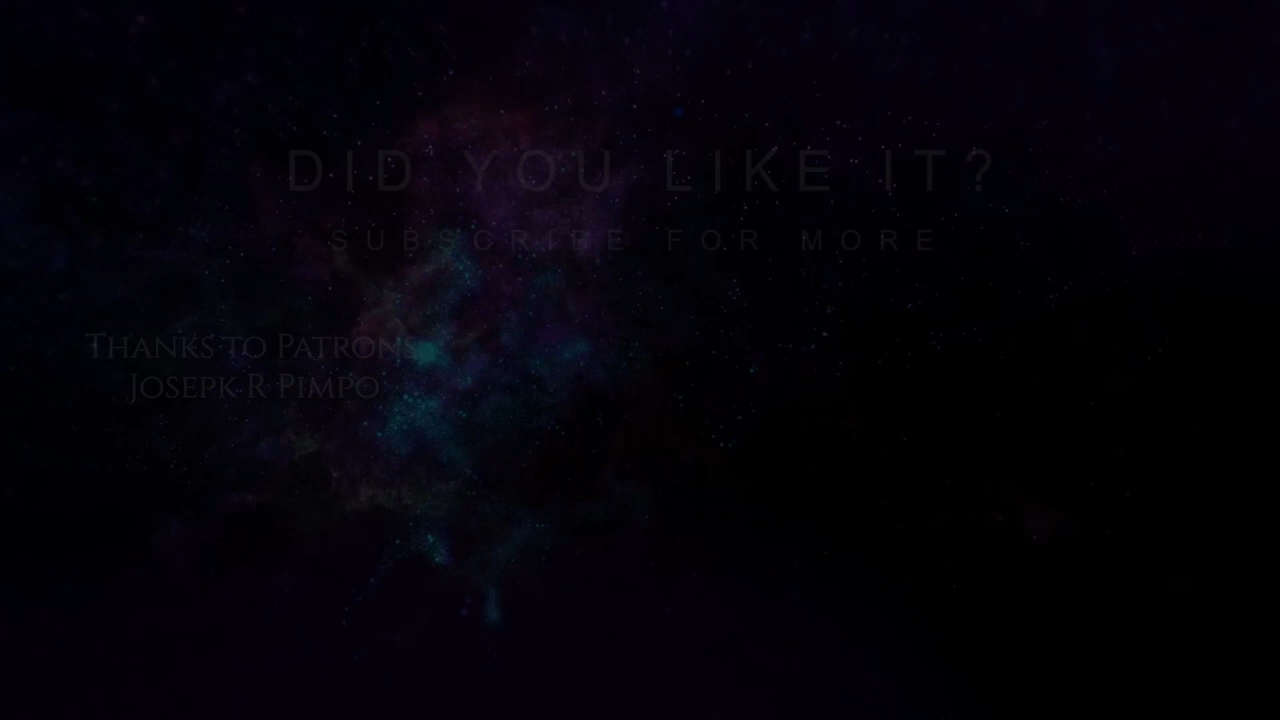 DID YOU LIKE IT?
SUBSCRIBE FOR MORE
THANKS TO PATRONS
JOSEPK R PIMPO